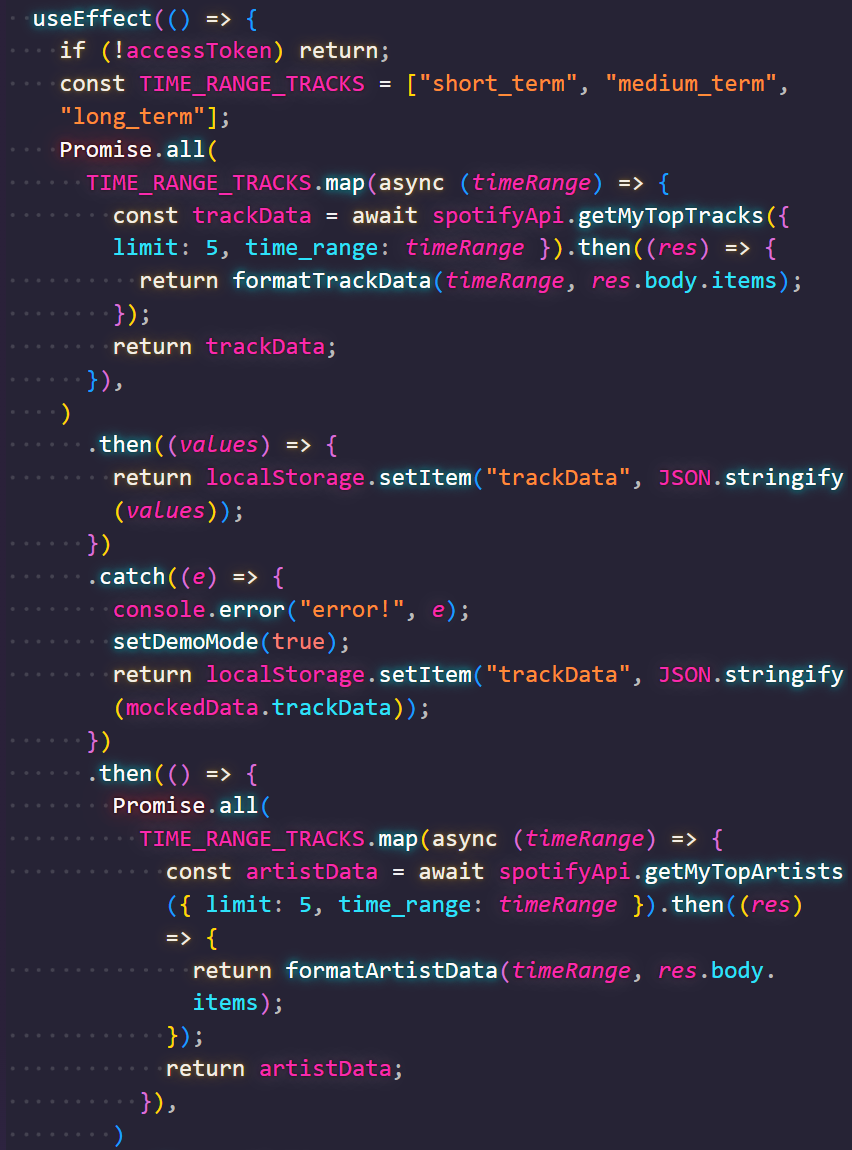 useEffect(() => {
if (!accessToken) return;
const TIME_RANGE_TRACKS = ["short_term", "medium_term",
"long_term"];
Promise.all(
TIME_RANGE_TRACKS.map(async (timeRange) => {
const trackData = await spotifyApi.getMyTopTracks({
limit: 5, time_range: timeRange }).then((res) => {
return formatTrackData(timeRange, res.body.items);
});
return trackData;
}),
)
.then((values) => {
return localStorage.setItem("trackData", JSON.stringify
(values));
})
.catch((e) => {
console.error("error!", e);
setDemoMode(true);
return localStorage.setItem("trackData", JSON.stringify
(mockedData.trackData));
})
.then(() => {
Promise.all(
TIME_RANGE_TRACKS.map(async (timeRange) => {
const artistData = await spotifyApi.getMyTopArtists
({ limit: 5, time_range: timeRange }).then((res)
=> {
return formatArtistData(timeRange, res.body.
items);
});
return artistData;
}),
)